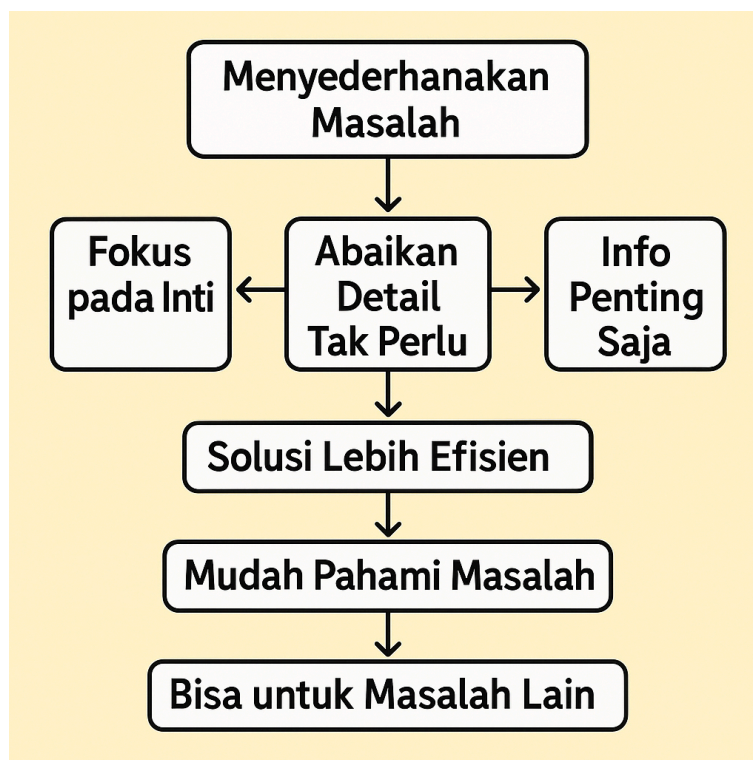 Menyederhanakan
Masalah
Fokus
pada Inti
Abaikan
Detail
Tak Perlu
Info
Penting
Saja
Solusi Lebih Efisien
Mudah Pahami Masalah
Bisa untuk Masalah Lain